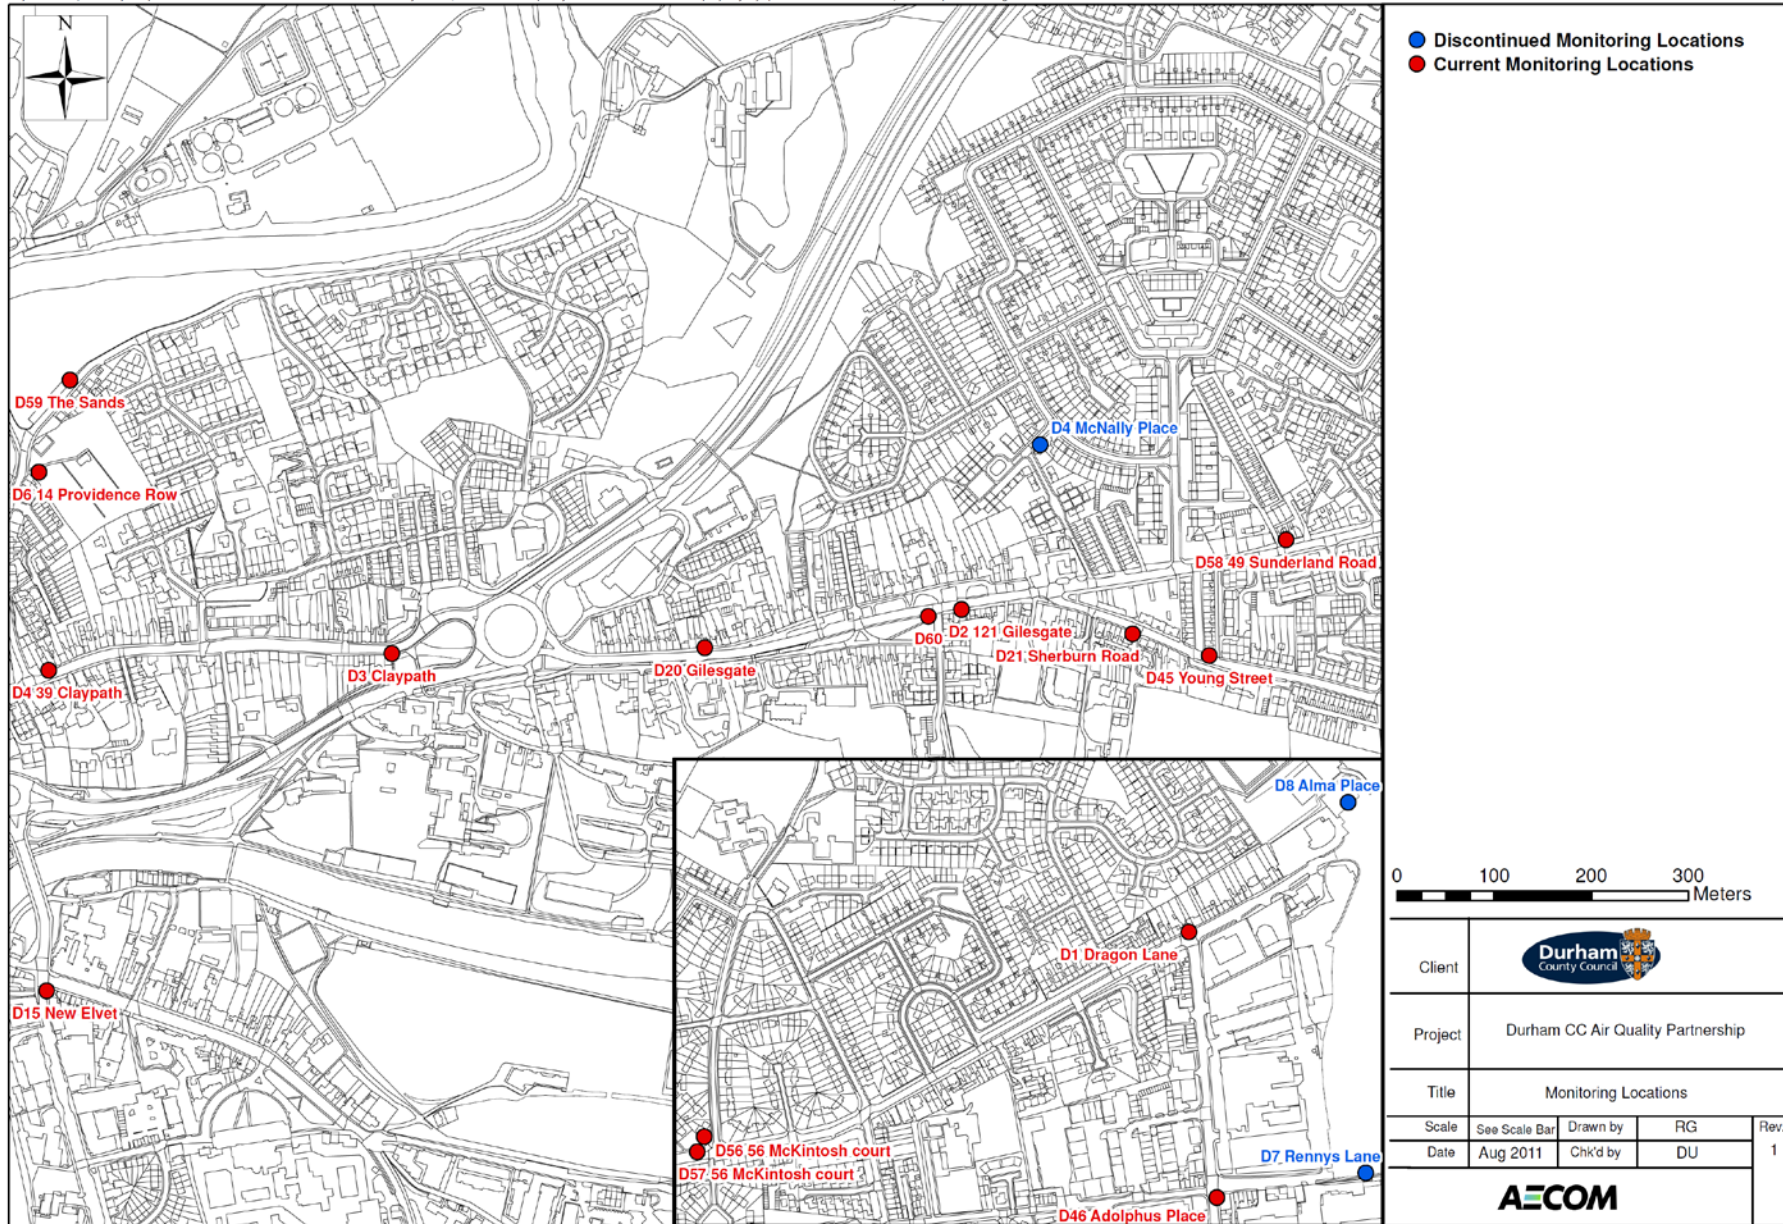 N
Discontinued Monitoring Locations
Current Monitoring Locations
D59 The Sands
D4 McNally Place
D6 14 Providence Row
D58 49 Sunderland Road
D60
D2 121 Gilesgate
D21 Sherburn Road
D3 Claypath
D20 Gilesgate
D45 Young Street
D4 39 Claypath
D8 Alma Place
D1 Dragon Lane
D15 New Elvet
D56 56 McKintosh court
D57 56 McKintosh court
D7 Rennys Lane
D46 Adolphus Place
0 100 200 300
Meters
Client
Durham
County Council
Project
Durham CC Air Quality Partnership
Title
Monitoring Locations
Scale See Scale Bar Drawn by RG Rev.
Date Aug 2011 Chk'd by DU 1
AECOM